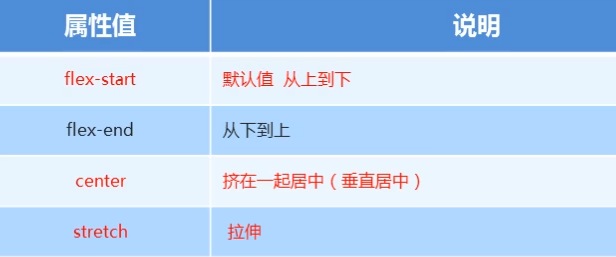 属性值 说明
flex-start 默认值 从上到下
flex-end 从下到上
center 挤在一起居中（垂直居中）
stretch 拉伸